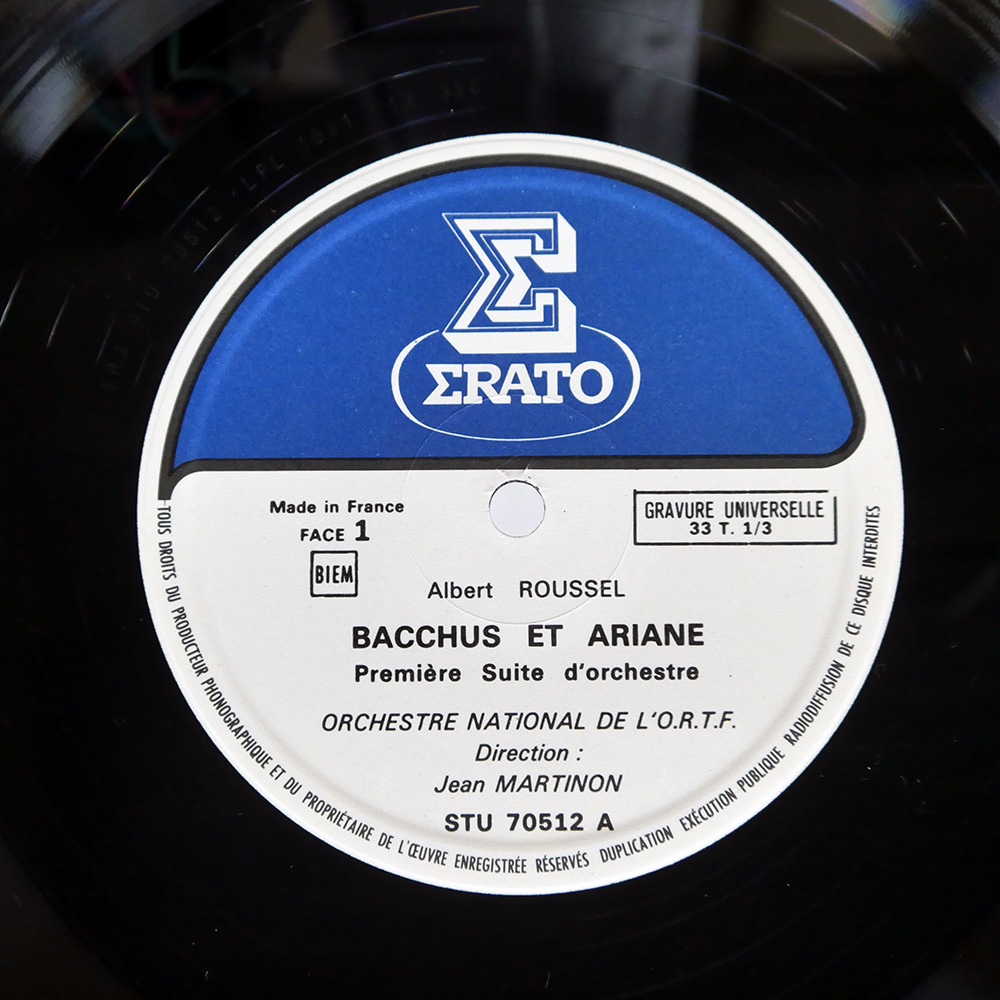 Σ
ΣRATO
Made in France
FACE 1
BIEM
GRAVURE UNIVERSELLE
33 T. 1/3
Albert ROUSSEL
BACCHUS ET ARIANE
Première Suite d'orchestre
ORCHESTRE NATIONAL DE L'O.R.T.F.
Direction :
Jean MARTINON
STU 70512 A
TOUS DROITS DU PRODUCTEUR PHONOGRAPHIQUE ET DU PROPRIÉTAIRE DE L'ŒUVRE ENREGISTRÉE RÉSERVÉS DUPLICATION EXÉCUTION PUBLIQUE RADIODIFFUSION DE CE DISQUE INTERDITES